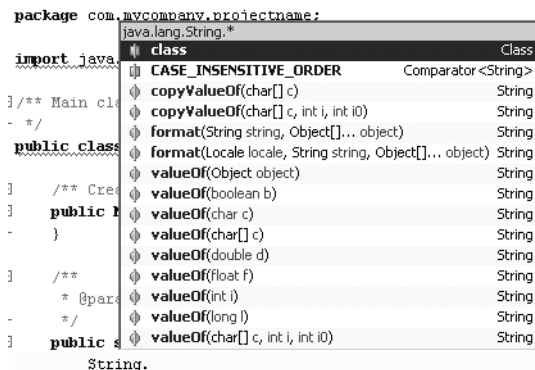 package com.mycompany.projectname;
java.lang.String.*
class Class
import java.
CASE_INSENSITIVE_ORDER Comparator<String>
copyValueOf(char[] c) String
/** Main cla
copyValueOf(char[] c, int i, int i0) String
*/
format(String string, Object[]... object) String
public class
format(Locale locale, String string, Object[]... object) String
valueOf(Object object) String
/** Crea
valueOf(boolean b) String
public M
valueOf(char c) String
}
valueOf(char[] c) String
valueOf(double d) String
/**
valueOf(float f) String
* @para
valueOf(int i) String
*/
valueOf(long l) String
public s
valueOf(char[] c, int i, int i0) String
String.